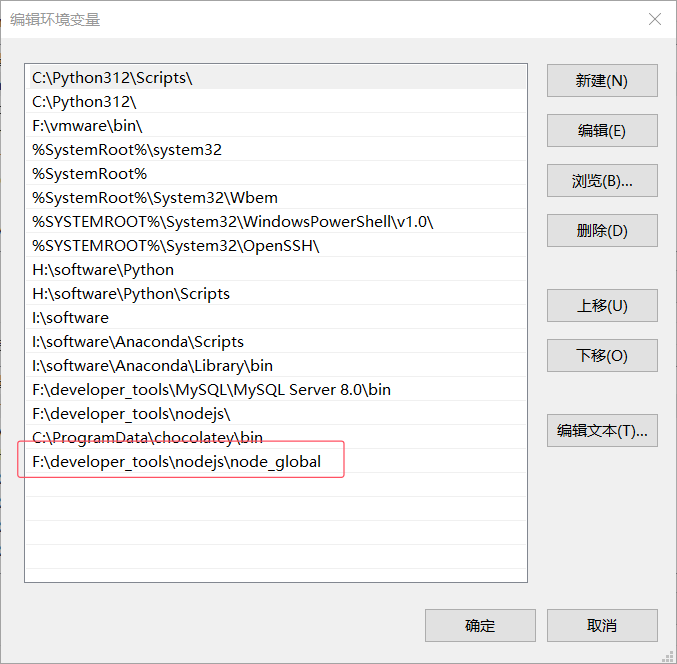 编辑环境变量
C:\Python312\Scripts\
C:\Python312\
F:\vmware\bin\
%SystemRoot%\system32
%SystemRoot%
%SystemRoot%\System32\Wbem
%SYSTEMROOT%\System32\WindowsPowerShell\v1.0\
%SYSTEMROOT%\System32\OpenSSH\
H:\software\Python
H:\software\Python\Scripts
I:\software
I:\software\Anaconda\Scripts
I:\software\Anaconda\Library\bin
F:\developer_tools\MySQL\MySQL Server 8.0\bin
F:\developer_tools\nodejs\
C:\ProgramData\chocolatey\bin
F:\developer_tools\nodejs\node_global
新建(N)
编辑(E)
浏览(B)...
删除(D)
上移(U)
下移(O)
编辑文本(T)...
确定
取消